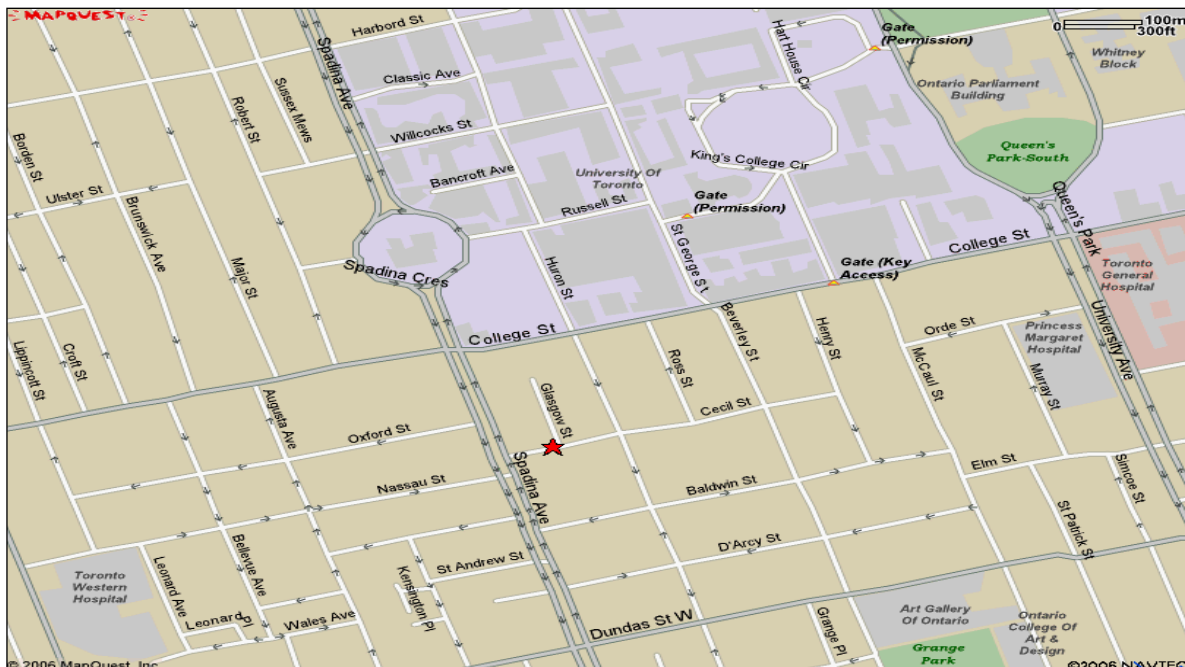 MAPQUEST
Harbord St
Hart House Cir
Gate
(Permission)
0 100m
300ft
Whitney
Block
Spadina Ave
Classic Ave
Ontario Parliament
Building
Sussex Mews
Robert St
Willcocks St
Borden St
Queen's
Park-South
King's College Cir
Bancroft Ave
University Of
Toronto
Ulster St
Brunswick Ave
Russell St
Gate
(Permission)
Queen's Park
College St
Major St
St George St
Spadina Cres
Huron St
Gate (Key
Access)
Toronto
General
Hospital
College St
Beverley St
Henry St
Orde St
Princess
Margaret
Hospital
University Ave
Lippincott St
Croft St
Ross St
McCaul St
Murray St
Augusta Ave
Glasgow St
Cecil St
Oxford St
Spadina Ave
Elm St
Simcoe St
Nassau St
Baldwin St
St Patrick St
D'Arcy St
Bellevue Ave
St Andrew St
Toronto
Western
Hospital
Leonard Ave
Kensington Pl
Leonard Pl
Wales Ave
Dundas St W
Grange Pl
Art Gallery
Of Ontario
Ontario
College Of
Art &
Design
Grange
Park
© 2006 MapQuest, Inc
©2006 NAVTEQ